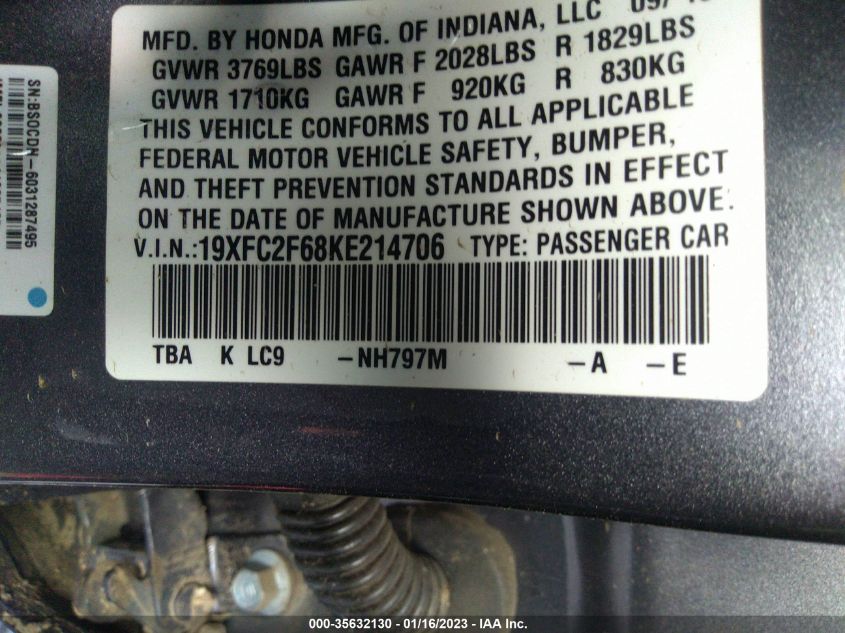 MFD. BY HONDA MFG. OF INDIANA, LLC
GVWR 3769LBS GAWR F 2028LBS R 1829LBS
GVWR 1710KG GAWR F 920KG R 830KG
THIS VEHICLE CONFORMS TO ALL APPLICABLE
FEDERAL MOTOR VEHICLE SAFETY, BUMPER,
AND THEFT PREVENTION STANDARDS IN EFFECT
ON THE DATE OF MANUFACTURE SHOWN ABOVE.
V.I.N.:19XFC2F68KE214706 TYPE: PASSENGER CAR
TBA K LC9 -NH797M -A -E
SN:BSOCDN-6031287495
000-35632130 - 01/16/2023 - IAA Inc.